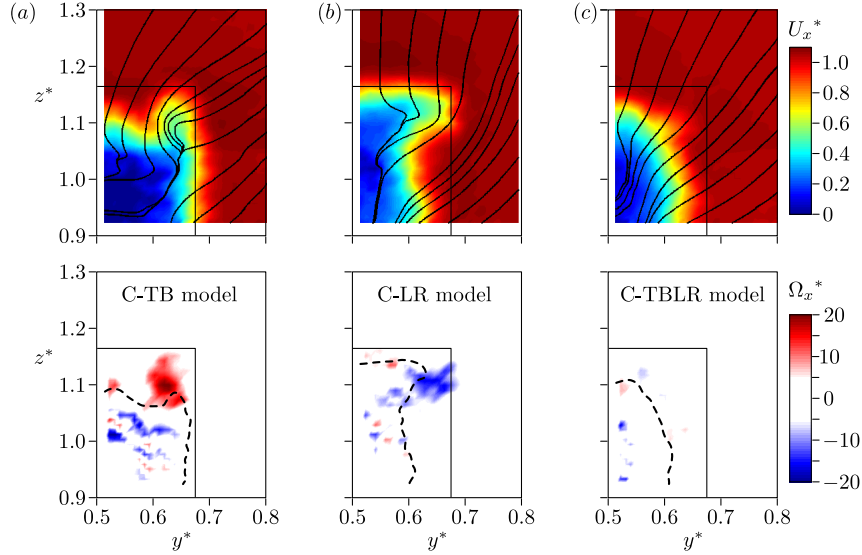 (a) (b) (c)
1.3 U_x^*
1.2 1.0
z^* 0.8
1.1 0.6
1.0 0.4
0.2
0.9 0
1.3 Ω_x^*
C-TB model C-LR model C-TBLR model 20
1.2
z^* 10
1.1 0
1.0 −10
0.9 −20
0.5 0.6 0.7 0.8 0.5 0.6 0.7 0.8 0.5 0.6 0.7 0.8
y^* y^* y^*